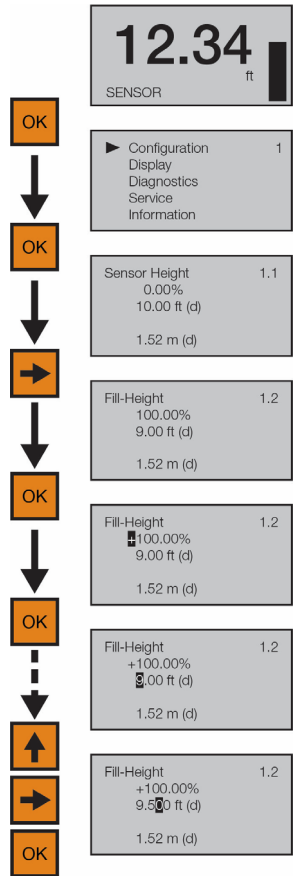 12.34
ft
SENSOR
OK
Configuration 1
Display
Diagnostics
Service
Information
OK
Sensor Height 1.1
0.00%
10.00 ft (d)
1.52 m (d)
Fill-Height 1.2
100.00%
9.00 ft (d)
1.52 m (d)
OK
Fill-Height 1.2
+100.00%
9.00 ft (d)
1.52 m (d)
OK
Fill-Height 1.2
+100.00%
9.00 ft (d)
1.52 m (d)
Fill-Height 1.2
+100.00%
9.500 ft (d)
1.52 m (d)
OK